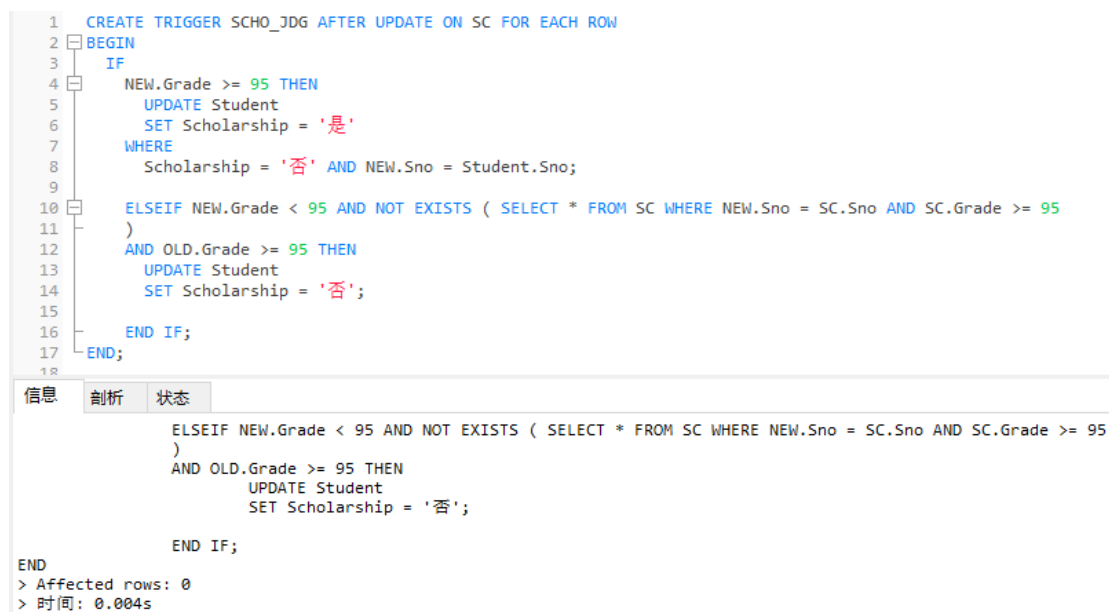 1 CREATE TRIGGER SCHO_JDG AFTER UPDATE ON SC FOR EACH ROW
2 BEGIN
3 IF
4 NEW.Grade >= 95 THEN
5 UPDATE Student
6 SET Scholarship = '是'
7 WHERE
8 Scholarship = '否' AND NEW.Sno = Student.Sno;
9
10 ELSEIF NEW.Grade < 95 AND NOT EXISTS ( SELECT * FROM SC WHERE NEW.Sno = SC.Sno AND SC.Grade >= 95
11 )
12 AND OLD.Grade >= 95 THEN
13 UPDATE Student
14 SET Scholarship = '否';
15
16 END IF;
17 END;
18
信息 剖析 状态
ELSEIF NEW.Grade < 95 AND NOT EXISTS ( SELECT * FROM SC WHERE NEW.Sno = SC.Sno AND SC.Grade >= 95
)
AND OLD.Grade >= 95 THEN
UPDATE Student
SET Scholarship = '否';
END IF;
END
> Affected rows: 0
> 时间: 0.004s